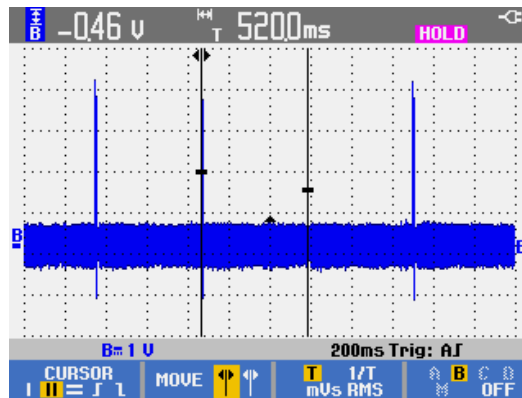 B -0.46 V T 520.0ms HOLD
B
B
B= 1 V 200ms Trig: A
CURSOR MOVE T 1/T A B C D
mVs RMS M OFF